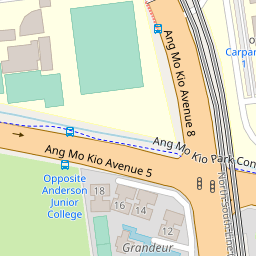 Ang Mo Kio Avenue 8
Carpar
1
Ang Mo Kio Park Con
Ang Mo Kio Avenue 5
Opposite
Anderson
Junior
College
18
16
14
12
Grandeur